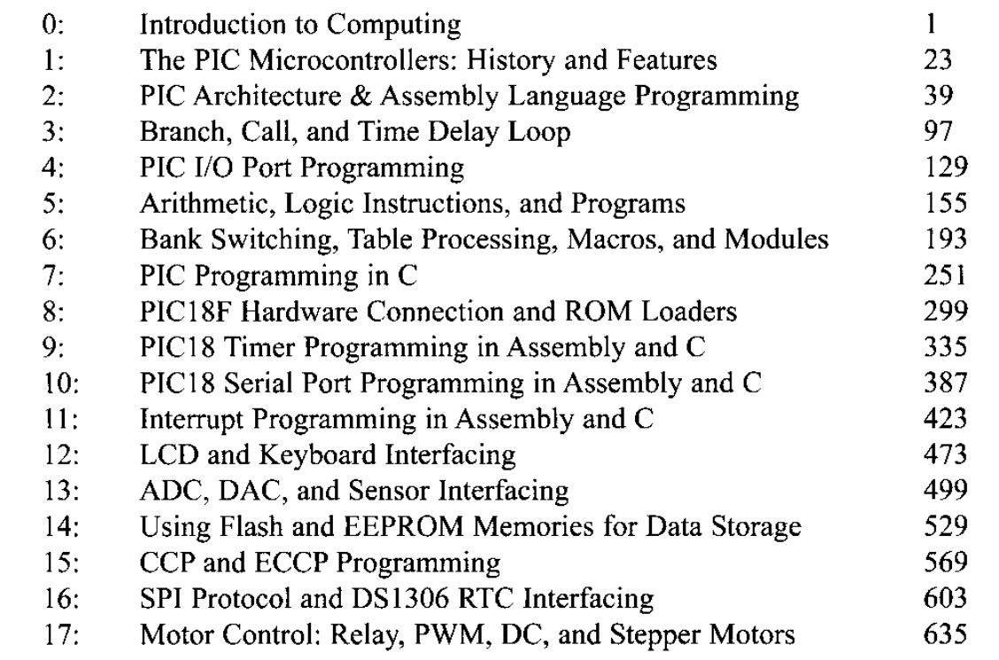 0: Introduction to Computing 1
1: The PIC Microcontrollers: History and Features 23
2: PIC Architecture & Assembly Language Programming 39
3: Branch, Call, and Time Delay Loop 97
4: PIC I/O Port Programming 129
5: Arithmetic, Logic Instructions, and Programs 155
6: Bank Switching, Table Processing, Macros, and Modules 193
7: PIC Programming in C 251
8: PIC18F Hardware Connection and ROM Loaders 299
9: PIC18 Timer Programming in Assembly and C 335
10: PIC18 Serial Port Programming in Assembly and C 387
11: Interrupt Programming in Assembly and C 423
12: LCD and Keyboard Interfacing 473
13: ADC, DAC, and Sensor Interfacing 499
14: Using Flash and EEPROM Memories for Data Storage 529
15: CCP and ECCP Programming 569
16: SPI Protocol and DS1306 RTC Interfacing 603
17: Motor Control: Relay, PWM, DC, and Stepper Motors 635